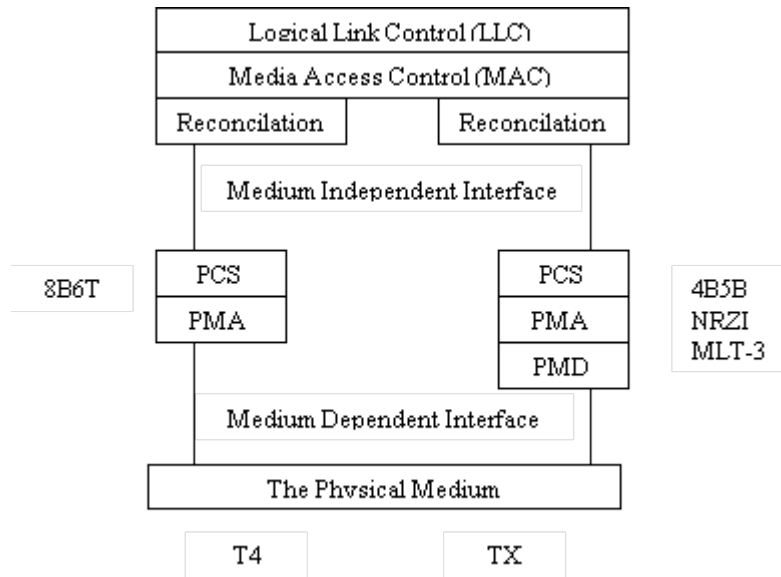 Logical Link Control (LLC)
Media Access Control (MAC)
Reconcilation
Reconcilation
Medium Independent Interface
8B6T
PCS
PCS
4B5B
PMA
PMA
NRZI
PMD
MLT-3
Medium Dependent Interface
The Physical Medium
T4
TX